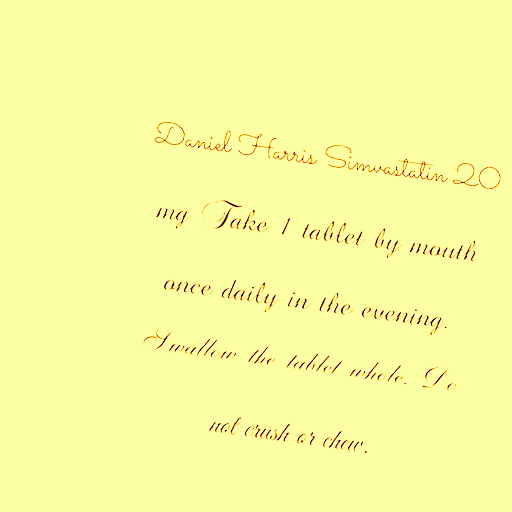 Daniel Harris Simvastatin 20
mg Take 1 tablet by mouth
once daily in the evening.
Swallow the tablet whole. Do
not crush or chew.